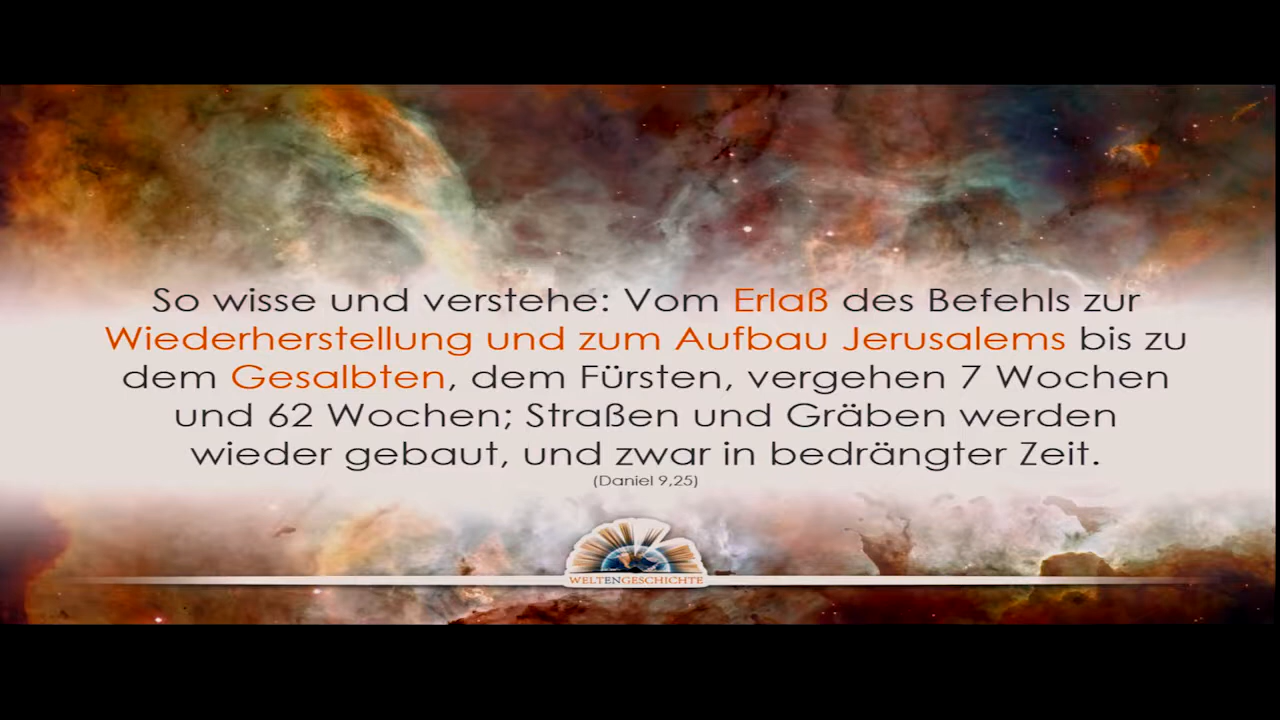 So wisse und verstehe: Vom Erlaß des Befehls zur
Wiederherstellung und zum Aufbau Jerusalems bis zu
dem Gesalbten, dem Fürsten, vergehen 7 Wochen
und 62 Wochen; Straßen und Gräben werden
wieder gebaut, und zwar in bedrängter Zeit.
(Daniel 9,25)
WELTENGESCHICHTE